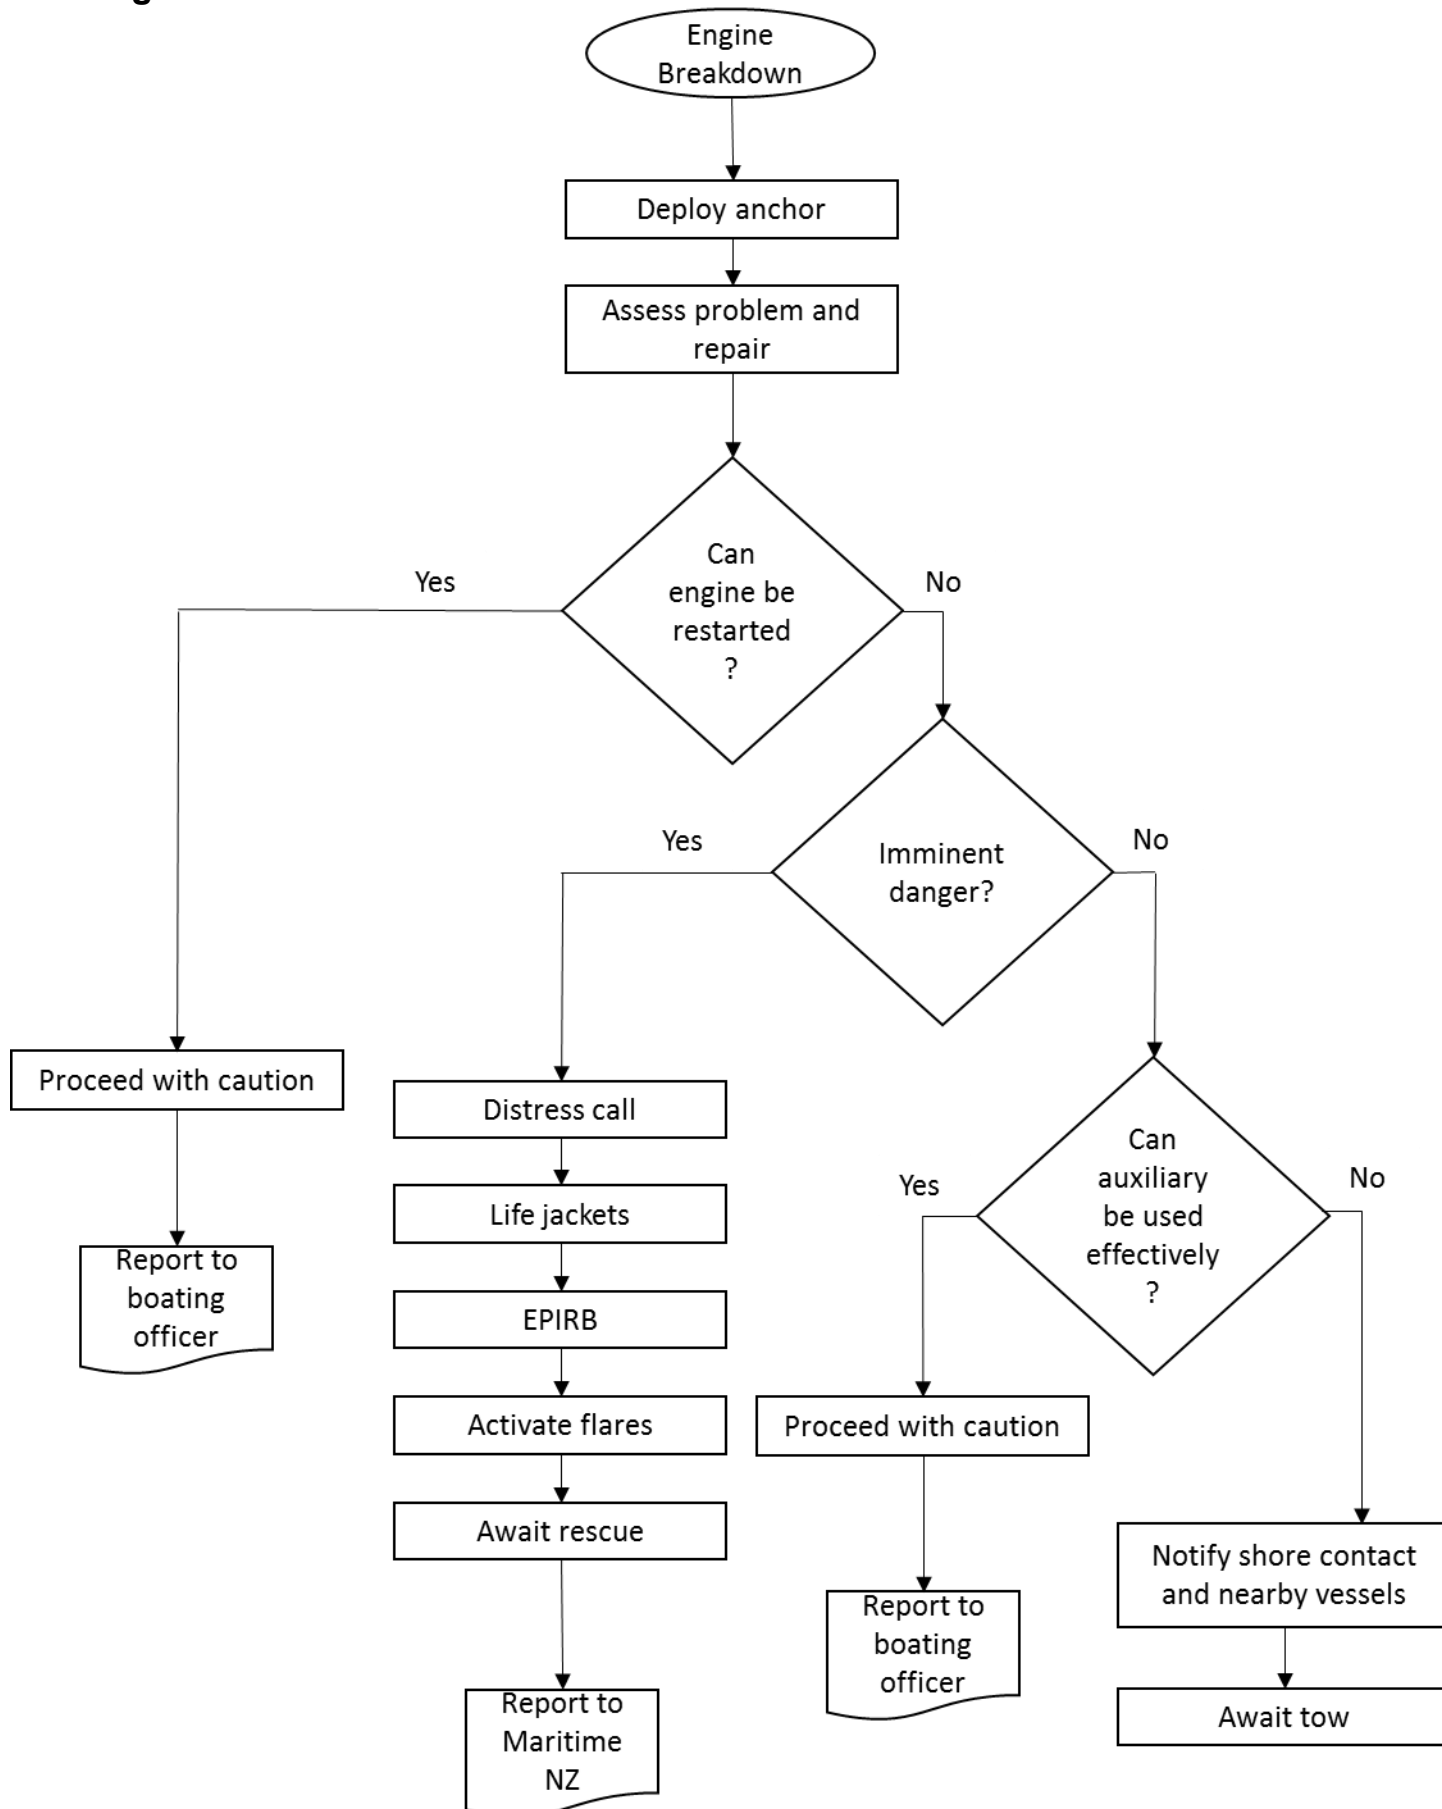 Engine
Breakdown
Deploy anchor
Assess problem and
repair
Can
engine be
restarted
?
Yes
No
Imminent
danger?
Yes
No
Proceed with caution
Report to
boating
officer
Distress call
Life jackets
EPIRB
Activate flares
Await rescue
Report to
Maritime
NZ
Can
auxiliary
be used
effectively
?
Yes
No
Proceed with caution
Report to
boating
officer
Notify shore contact
and nearby vessels
Await tow